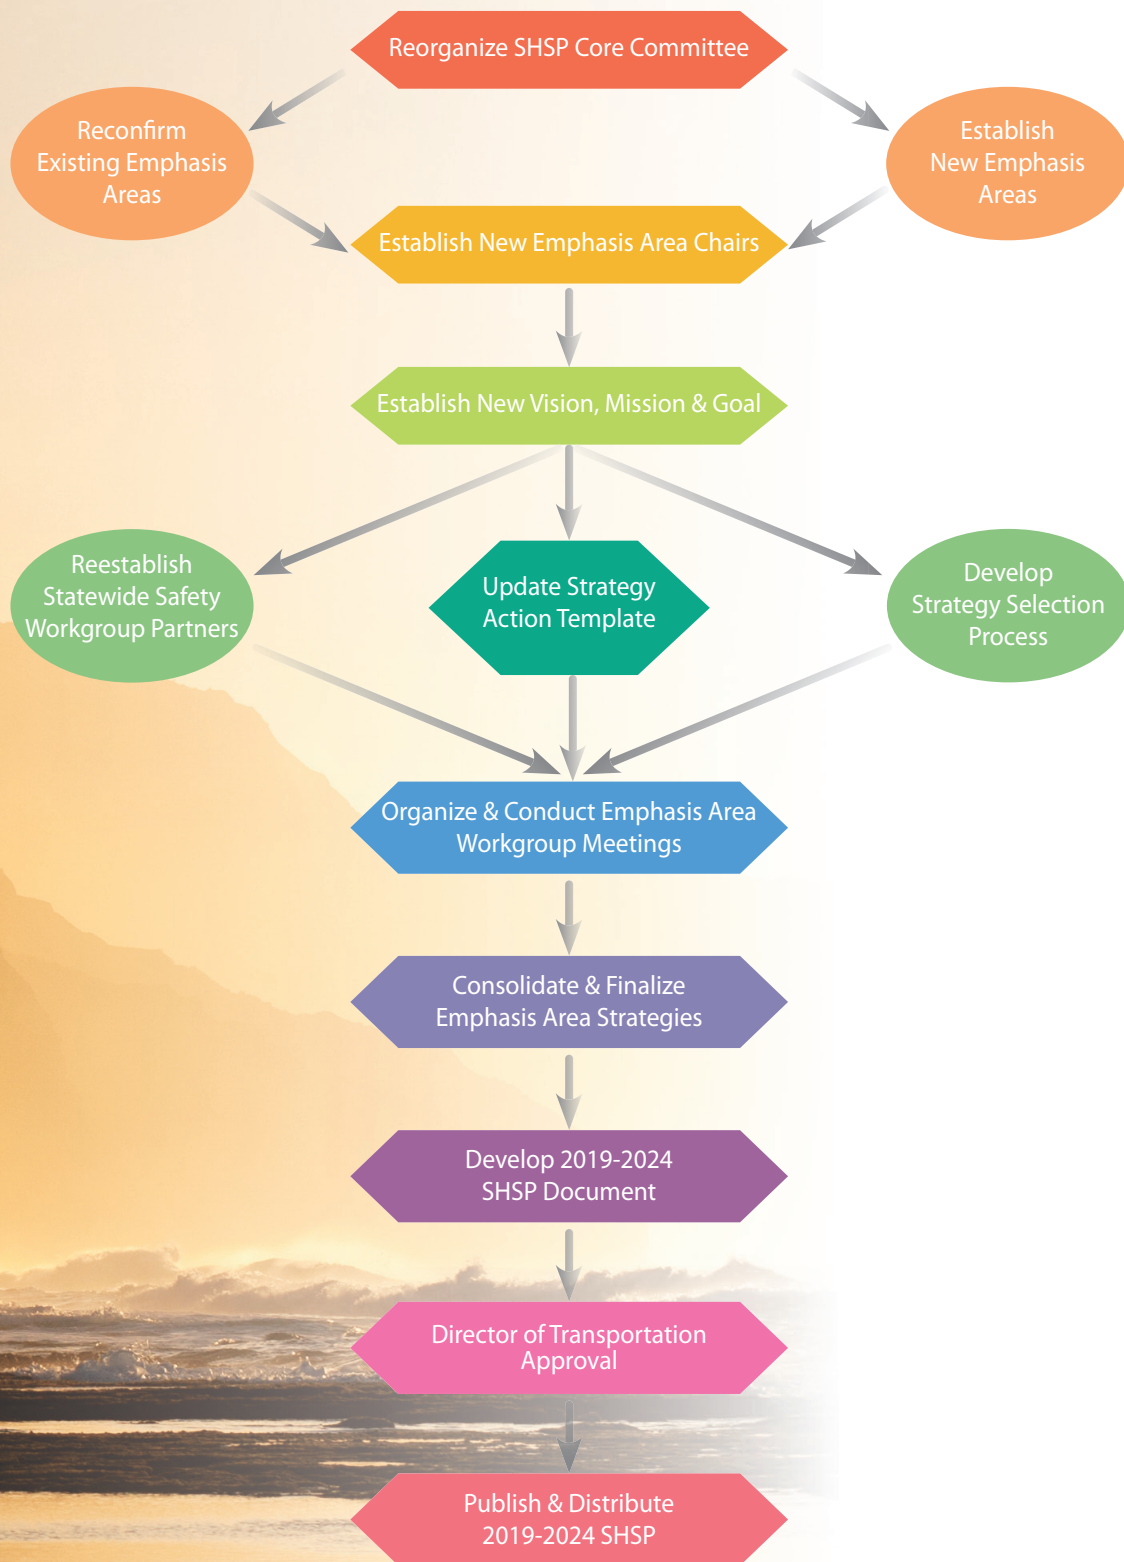 Reorganize SHSP Core Committee
Reconfirm
Existing Emphasis
Areas
Establish
New Emphasis
Areas
Establish New Emphasis Area Chairs
Establish New Vision, Mission & Goal
Reestablish
Statewide Safety
Workgroup Partners
Update Strategy
Action Template
Develop
Strategy Selection
Process
Organize & Conduct Emphasis Area
Workgroup Meetings
Consolidate & Finalize
Emphasis Area Strategies
Develop 2019-2024
SHSP Document
Director of Transportation
Approval
Publish & Distribute
2019-2024 SHSP